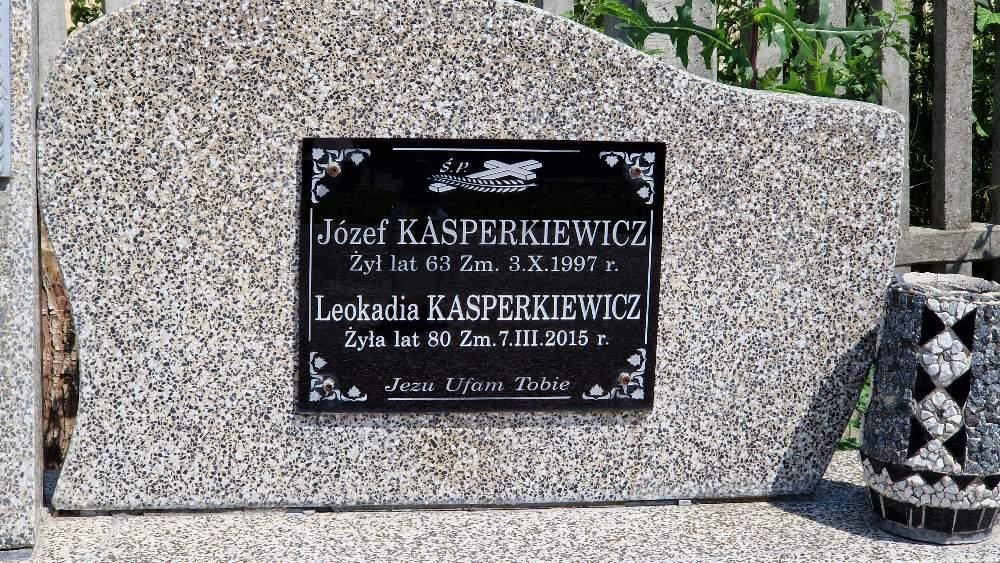 Ś.P.
Józef KASPERKIEWICZ
Żył lat 63 Zm. 3.X.1997 r.
Leokadia KASPERKIEWICZ
Żyła lat 80 Zm.7.III.2015 r.
Jezu Ufam Tobie